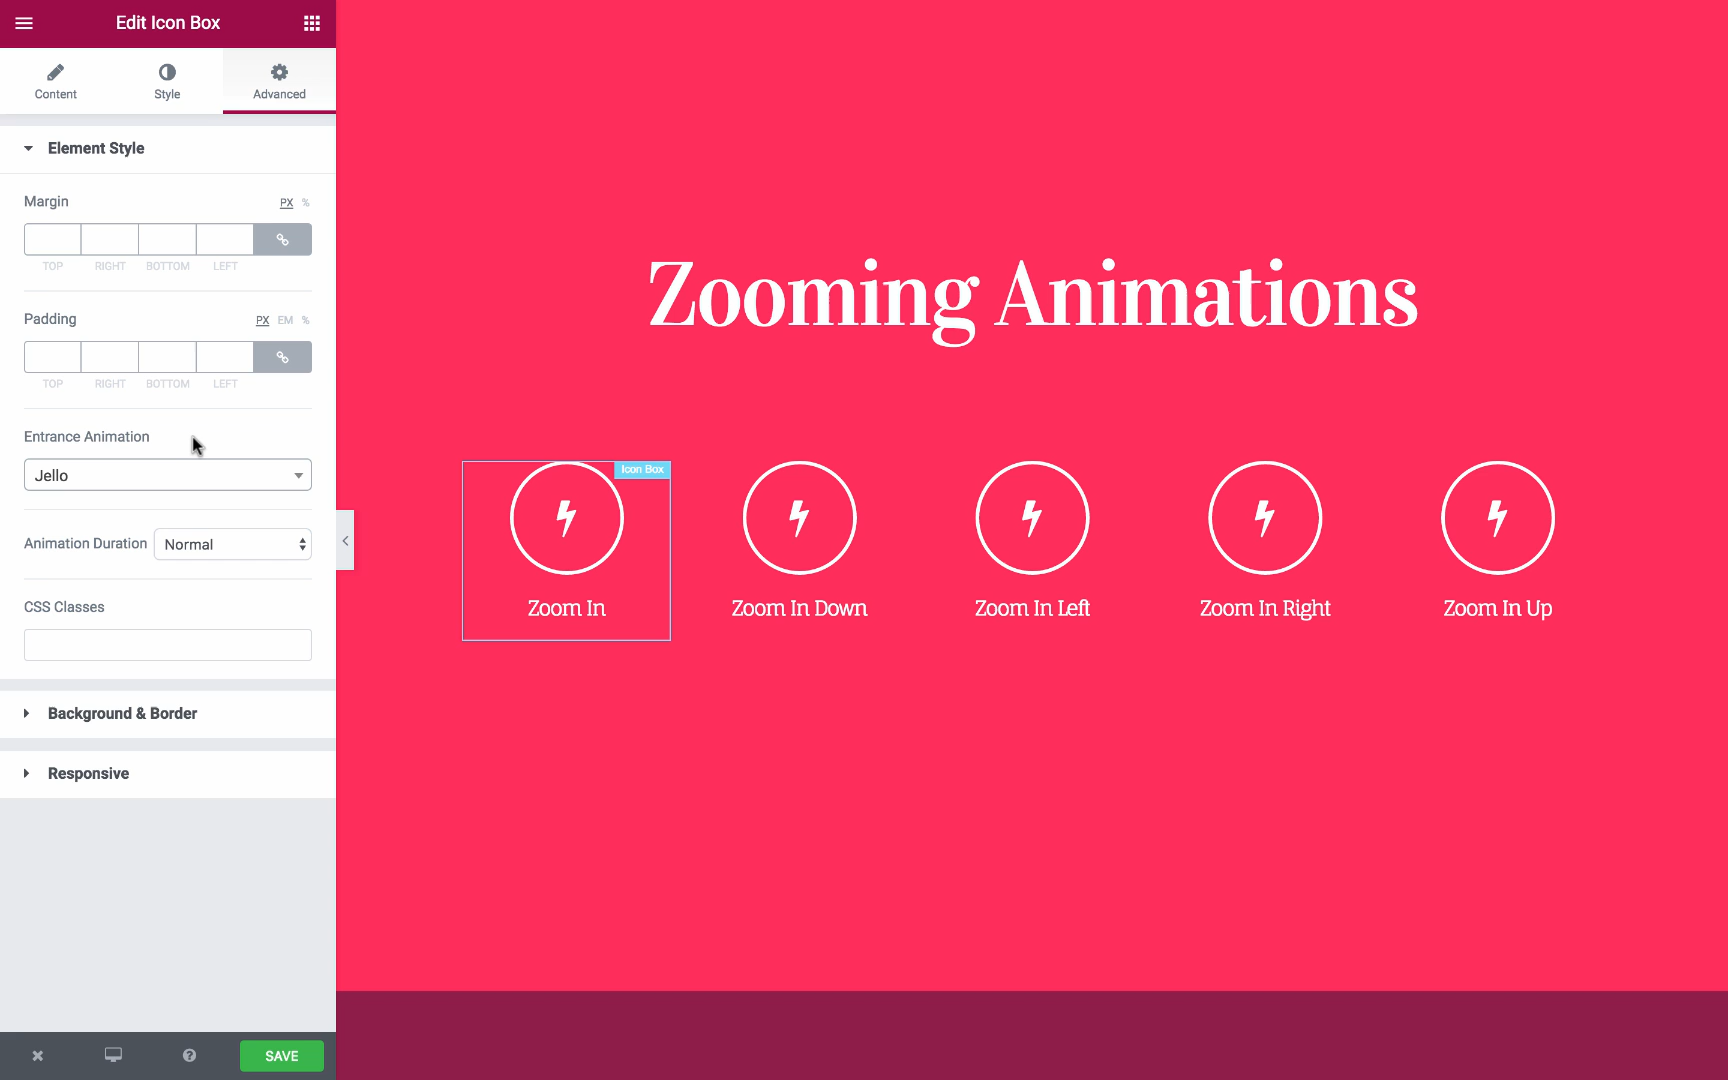 Edit Icon Box
Content
Style
Advanced
Element Style
Margin
PX %
TOP RIGHT BOTTOM LEFT
Padding
PX EM %
TOP RIGHT BOTTOM LEFT
Entrance Animation
Jello
Animation Duration
Normal
CSS Classes
Background & Border
Responsive
SAVE
Zooming Animations
Icon Box
Zoom In
Zoom In Down
Zoom In Left
Zoom In Right
Zoom In Up